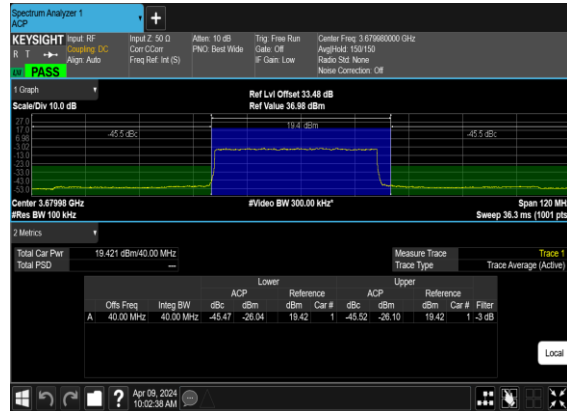 Spectrum Analyzer 1
ACP
+
KEYSIGHT
R T
LW PASS
Input: RF
Coupling: DC
Align: Auto
Input Z: 50 Ω
Corr CCorr
Freq Ref: Int (S)
Atten: 10 dB
PNO: Best Wide
Trig: Free Run
Gate: Off
IF Gain: Low
Center Freq: 3.679980000 GHz
Avg|Hold: 150/150
Radio Std: None
Noise Correction: Off
1 Graph
Scale/Div 10.0 dB
Ref Lvl Offset 33.48 dB
Ref Value 36.98 dBm
27.0
17.0
6.98
-3.02
-13.0
-23.0
-33.0
-43.0
-53.0
-45.5 dBc
19.4 dBm
-45.5 dBc
Center 3.67998 GHz
#Res BW 100 kHz
#Video BW 300.00 kHz*
Span 120 MH
Sweep 36.3 ms (1001 pts
2 Metrics
Total Car Pwr 19.421 dBm/40.00 MHz
Total PSD ---
Measure Trace Trace 1
Trace Type Trace Average (Active)
Lower Upper
ACP Reference ACP Reference
Offs Freq Integ BW dBc dBm dBm Car # dBc dBm dBm Car # Filter
A 40.00 MHz 40.00 MHz -45.47 -26.04 19.42 1 -45.52 -26.10 19.42 1 -3 dB
Local
?
Apr 09, 2024
10:02:38 AM